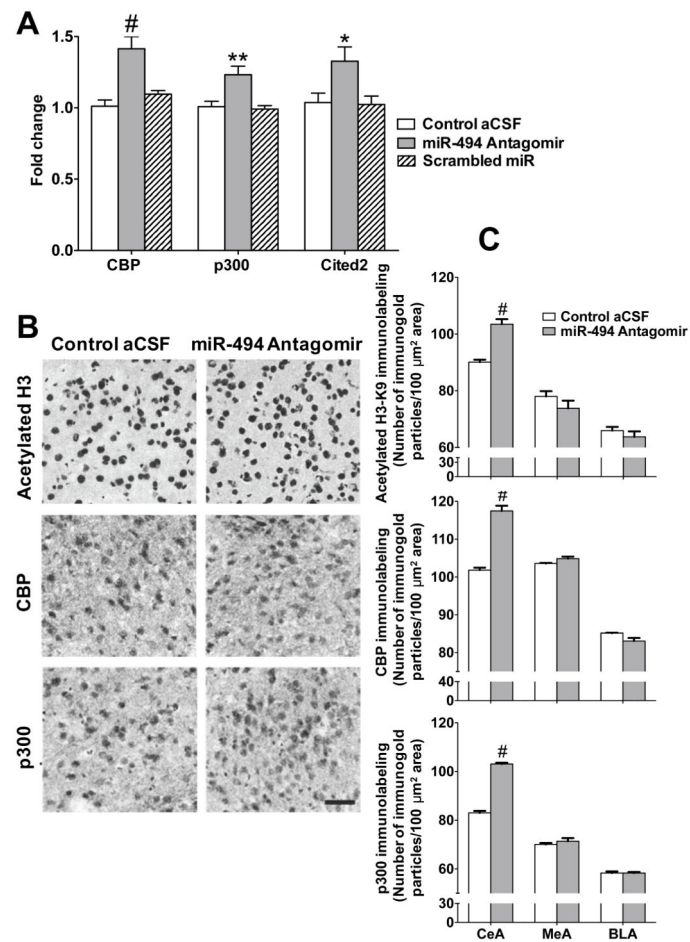 A
Fold change
1.5
1.0
0.5
0.0
#
**
*
CBP
p300
Cited2
Control aCSF
miR-494 Antagomir
Scrambled miR
B
Control aCSF
miR-494 Antagomir
Acetylated H3
CBP
p300
C
Acetylated H3-K9 immunolabeling
(Number of immunogold
particles/100 μm² area)
120
100
80
60
30
0
#
Control aCSF
miR-494 Antagomir
CBP immunolabeling
(Number of immunogold
particles/100 μm² area)
120
110
100
90
80
40
0
#
p300 immunolabeling
(Number of immunogold
particles/100 μm² area)
120
100
80
60
30
0
#
CeA
MeA
BLA